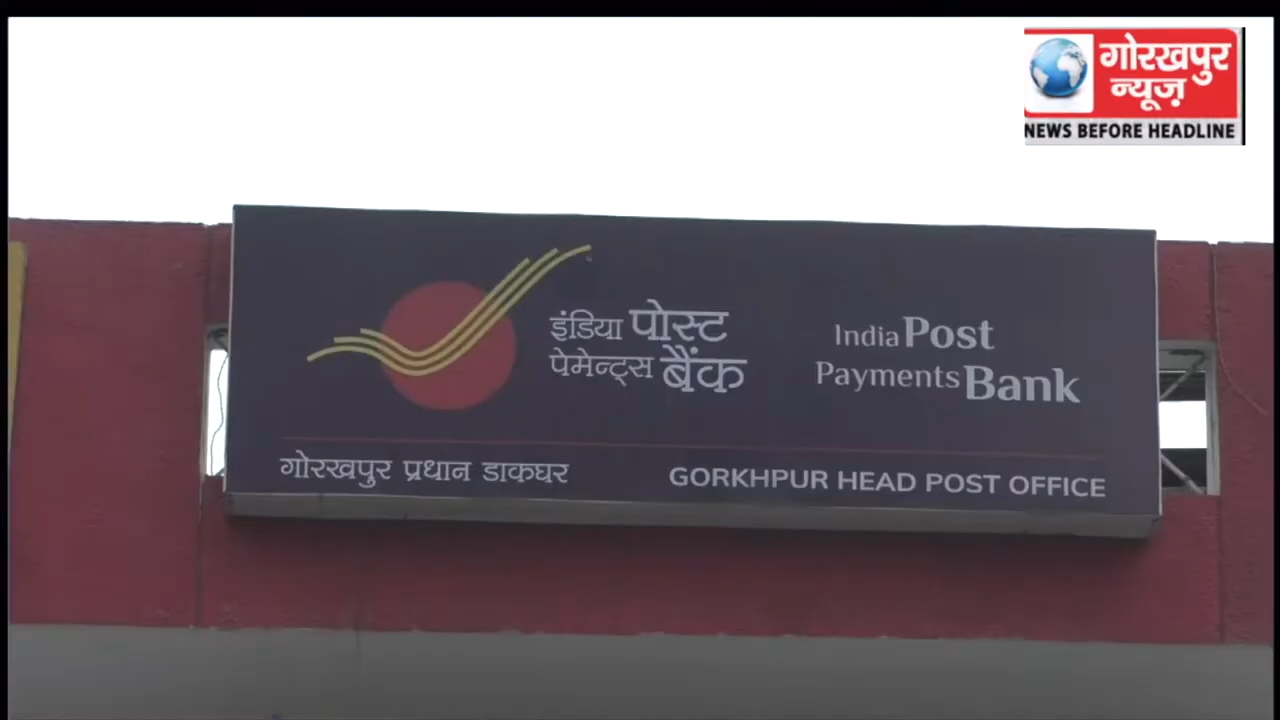 गोरखपुर
न्यूज़
NEWS BEFORE HEADLINE
इंडिया पोस्ट
पेमेन्ट्स बैंक
India Post
Payments Bank
गोरखपुर प्रधान डाकघर
GORKHPUR HEAD POST OFFICE